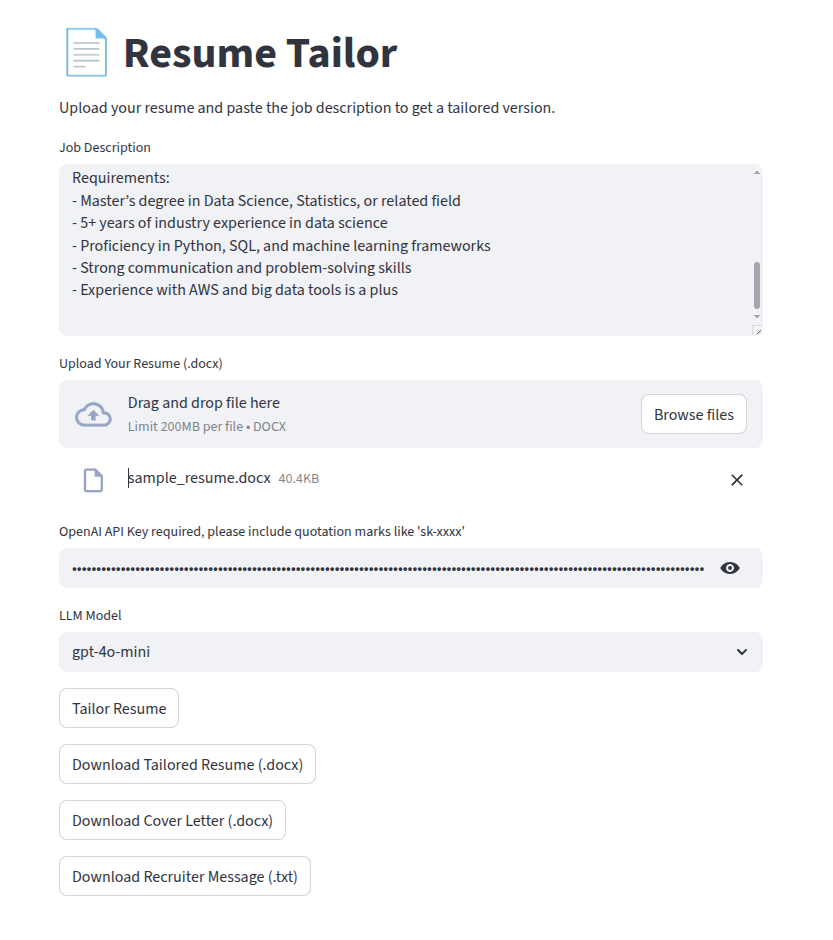 Resume Tailor
Upload your resume and paste the job description to get a tailored version.
Job Description
Requirements:
- Master’s degree in Data Science, Statistics, or related field
- 5+ years of industry experience in data science
- Proficiency in Python, SQL, and machine learning frameworks
- Strong communication and problem-solving skills
- Experience with AWS and big data tools is a plus
Upload Your Resume (.docx)
Drag and drop file here
Limit 200MB per file • DOCX
Browse files
sample_resume.docx 40.4KB
OpenAI API Key required, please include quotation marks like 'sk-xxxx'
LLM Model
gpt-4o-mini
Tailor Resume
Download Tailored Resume (.docx)
Download Cover Letter (.docx)
Download Recruiter Message (.txt)